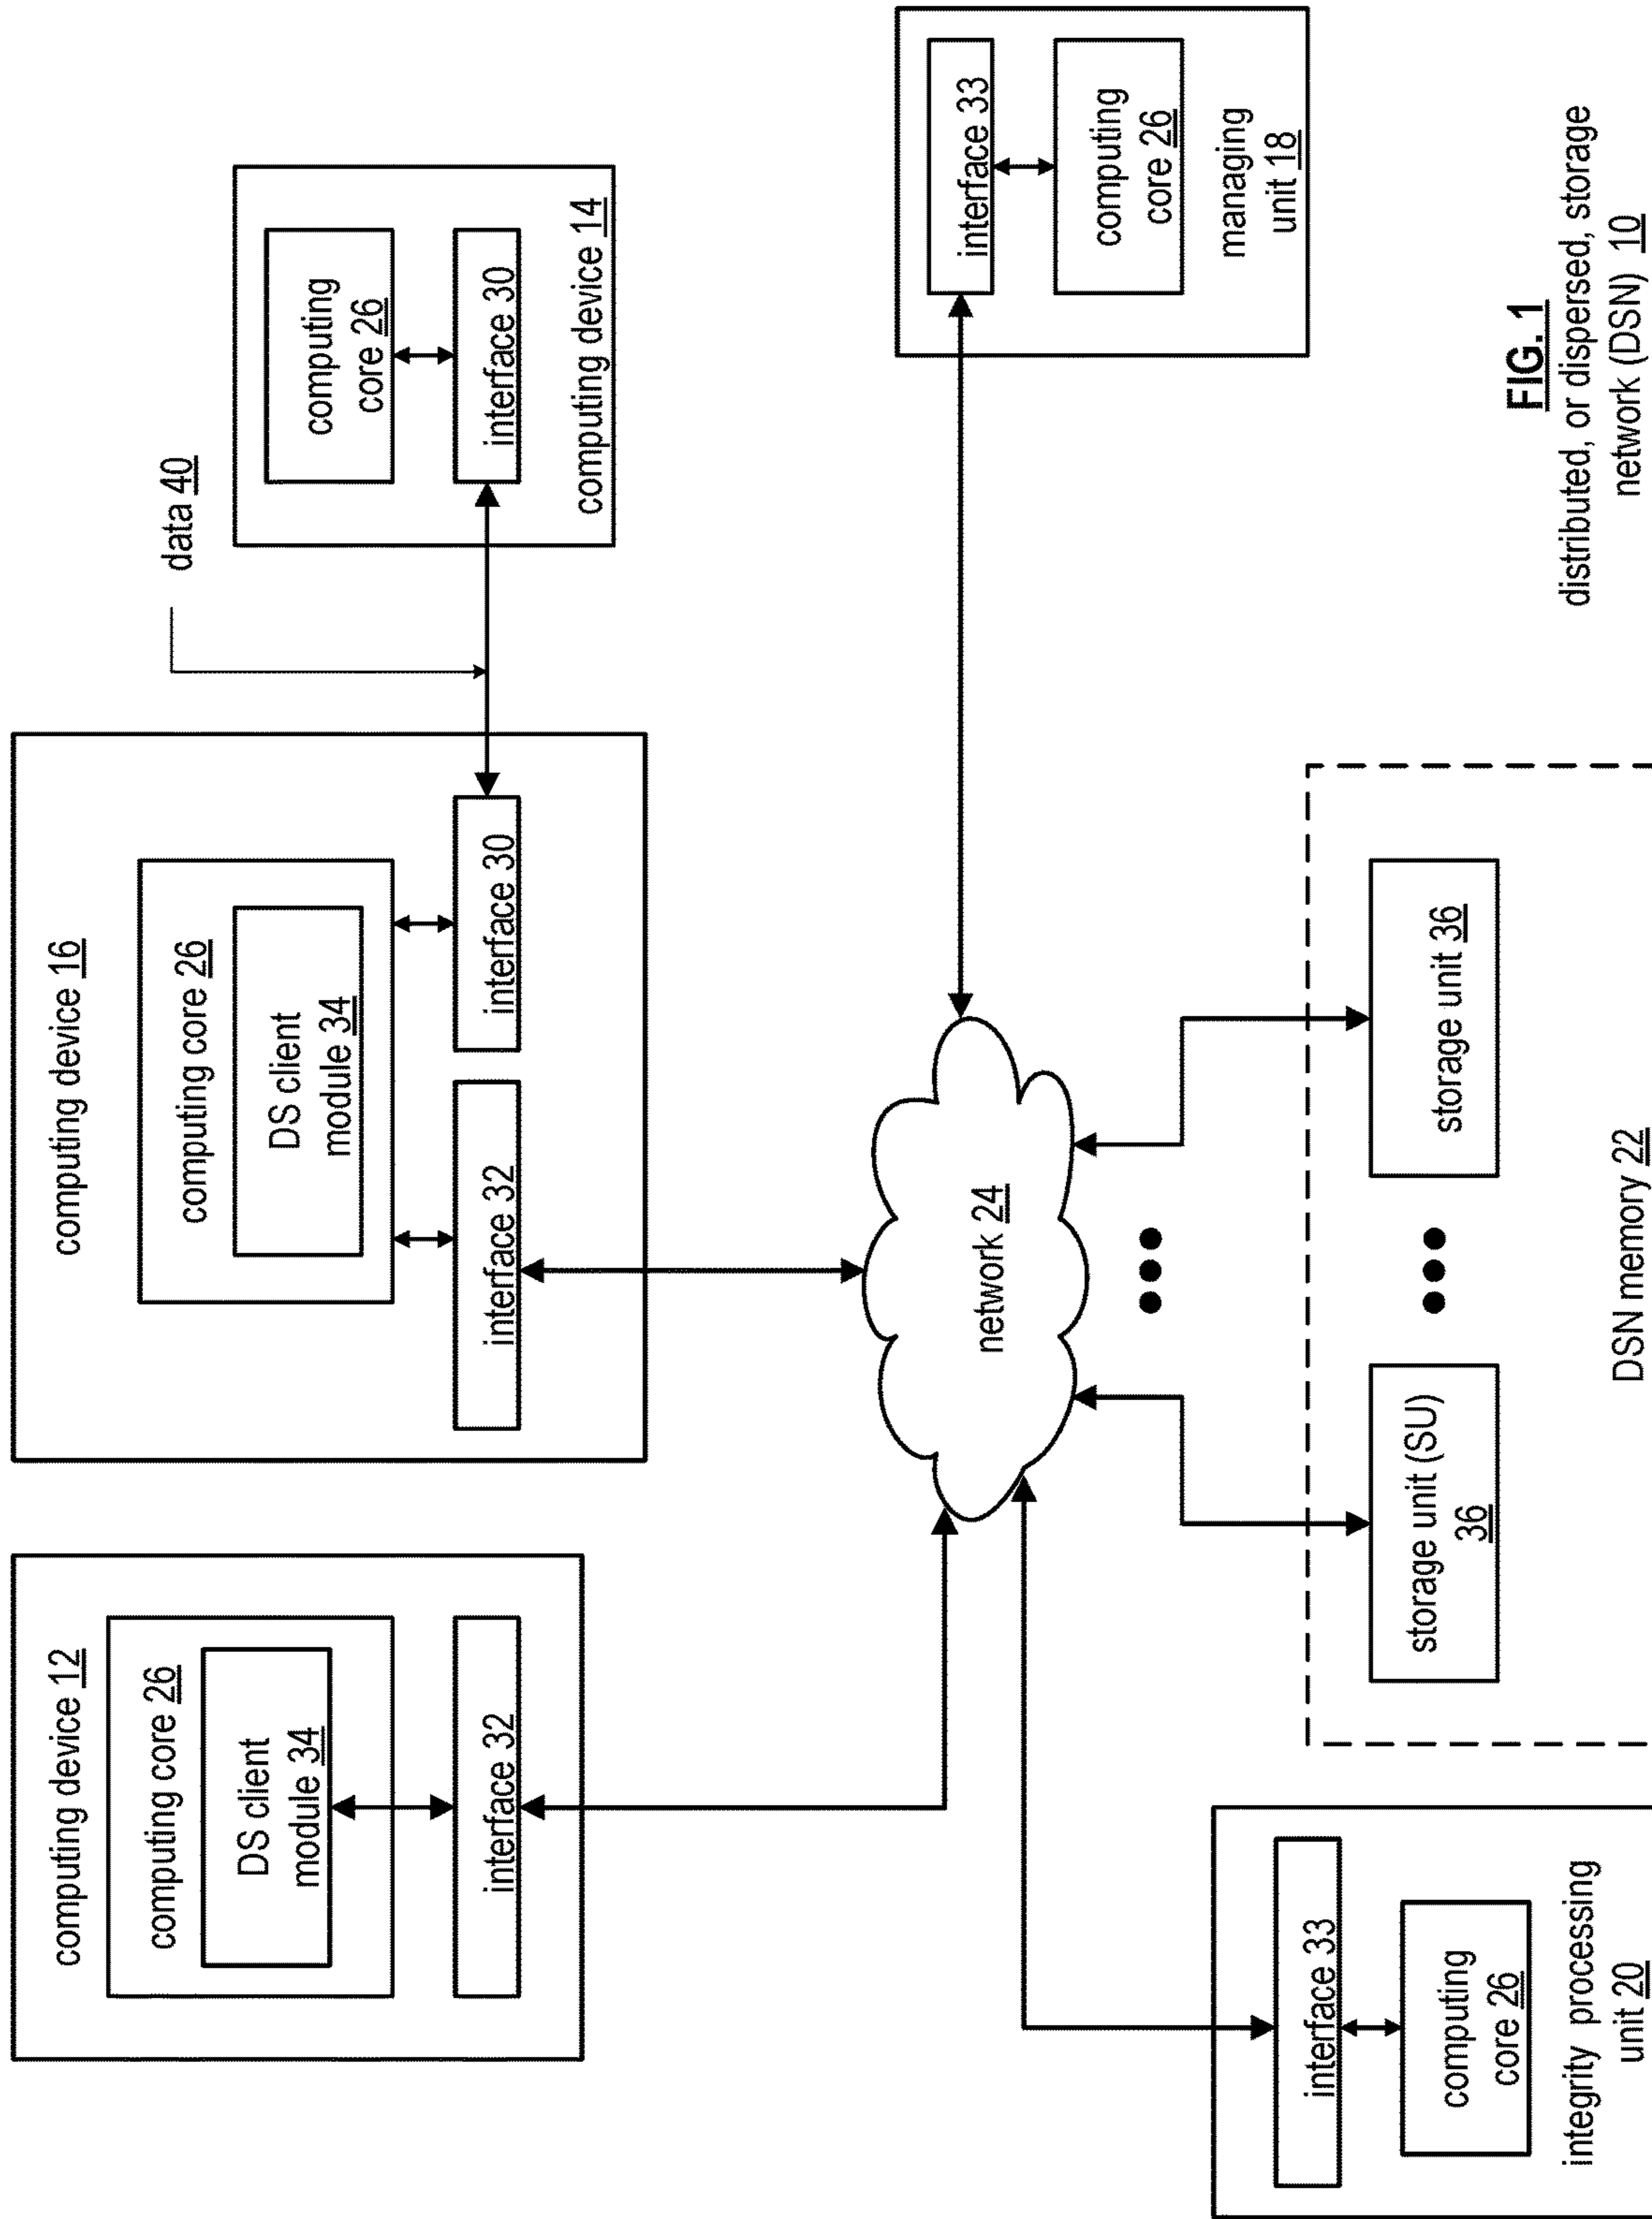 computing device 12
computing core 26
DS client
module 34
interface 32
computing device 16
computing core 26
DS client
module 34
interface 32
interface 30
data 40
computing
core 26
interface 30
computing device 14
network 24
interface 33
computing
core 26
managing
unit 18
interface 33
computing
core 26
integrity processing
unit 20
storage unit (SU)
36
storage unit 36
DSN memory 22
FIG. 1
distributed, or dispersed, storage
network (DSN) 10